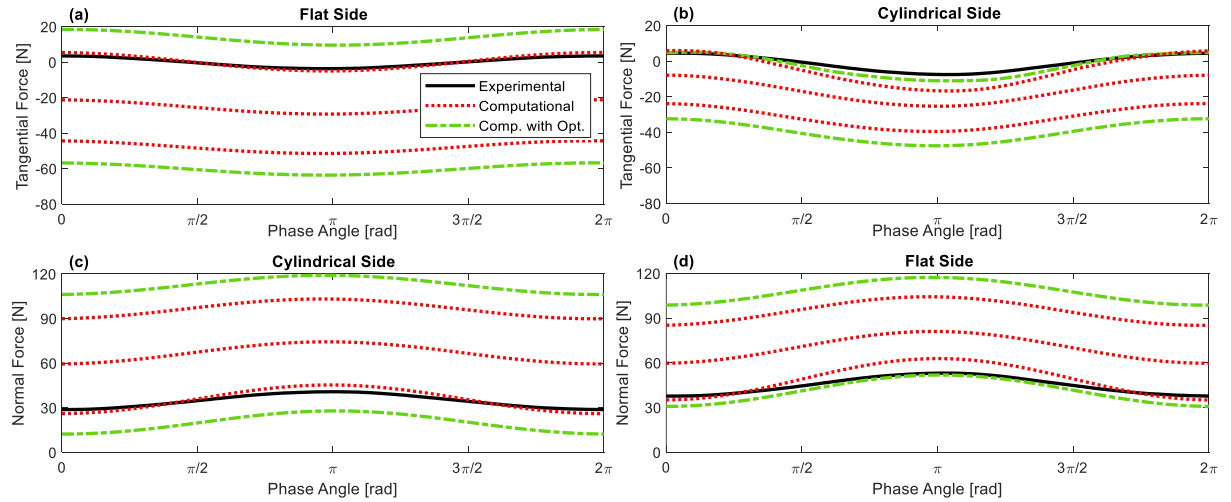 (a) Flat Side
20
0
-20
-40
-60
-80
Tangential Force [N]
Experimental
Computational
Comp. with Opt.
0 π/2 π 3π/2 2π
Phase Angle [rad]
(b) Cylindrical Side
20
0
-20
-40
-60
-80
Tangential Force [N]
0 π/2 π 3π/2 2π
Phase Angle [rad]
(c) Cylindrical Side
120
90
60
30
0
Normal Force [N]
0 π/2 π 3π/2 2π
Phase Angle [rad]
(d) Flat Side
120
90
60
30
0
Normal Force [N]
0 π/2 π 3π/2 2π
Phase Angle [rad]